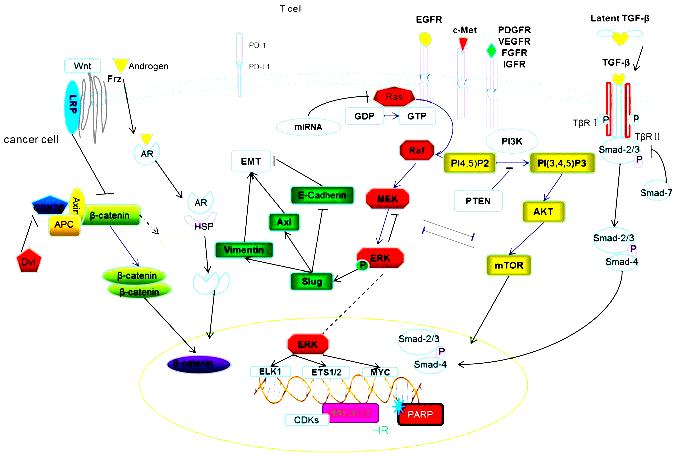 T cell
PD-1
PD-L1
EGFR
c-Met
PDGFR
VEGFR
FGFR
IGFR
Latent TGF-β
TGF-β
Wnt
Frz
Androgen
LRP
cancer cell
AR
miRNA
Ras
GDP
GTP
Raf
PI3K
PI4,5)P2
PI(3,4,5)P3
PTEN
AKT
mTOR
TβR I
TβR II
P
P
Smad-2/3
P
Smad-7
EMT
E-Cadherin
Axl
Vimentin
Slug
MEK
ERK
P
Axin
APC
β-catenin
Dvl
AR
HSP
β-catenin
β-catenin
Smad-2/3
P
Smad-4
β-catenin
ERK
ELK1
ETS1/2
MYC
CDKs
HR
PARP
Smad-2/3
P
Smad-4